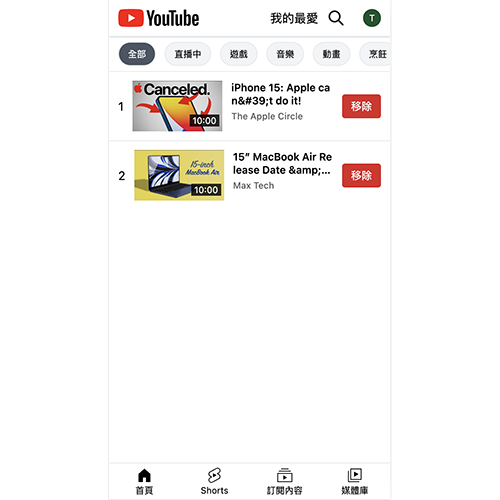 YouTube 我的最愛 T
全部 直播中 遊戲 音樂 動畫 烹飪
1
Canceled.
10:00
iPhone 15: Apple ca
n&#39;t do it!
The Apple Circle
移除
2
15-inch
MacBook Air
10:00
15” MacBook Air Re
lease Date &amp;...
Max Tech
移除
首頁 Shorts 訂閱內容 媒體庫